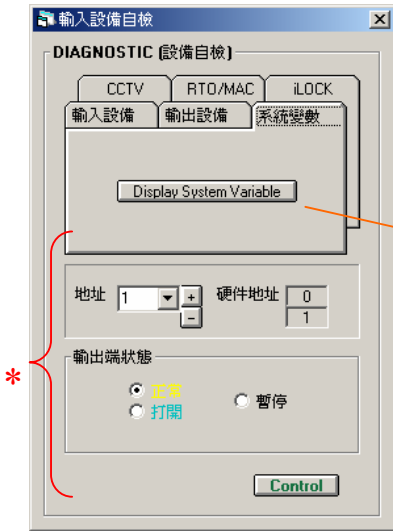 輸入設備自檢
DIAGNOSTIC (設備自檢)
CCTV RTO/MAC iLOCK
輸入設備 輸出設備 系統變數
Display System Variable
地址 1 + - 硬件地址 0
1
輸出端狀態
正常
打開
暫停
*
Control